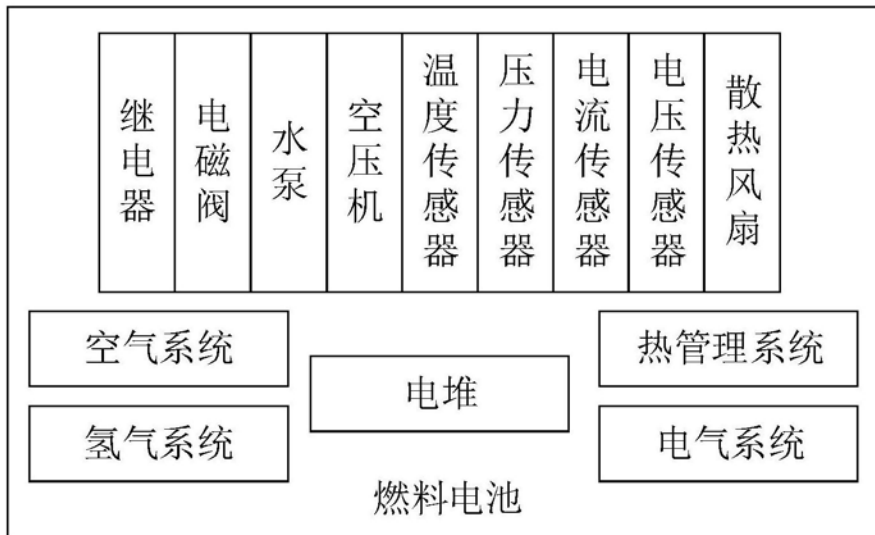 继电器
电磁阀
水泵
空压机
温度传感器
压力传感器
电流传感器
电压传感器
散热风扇
空气系统
热管理系统
电堆
氢气系统
电气系统
燃料电池